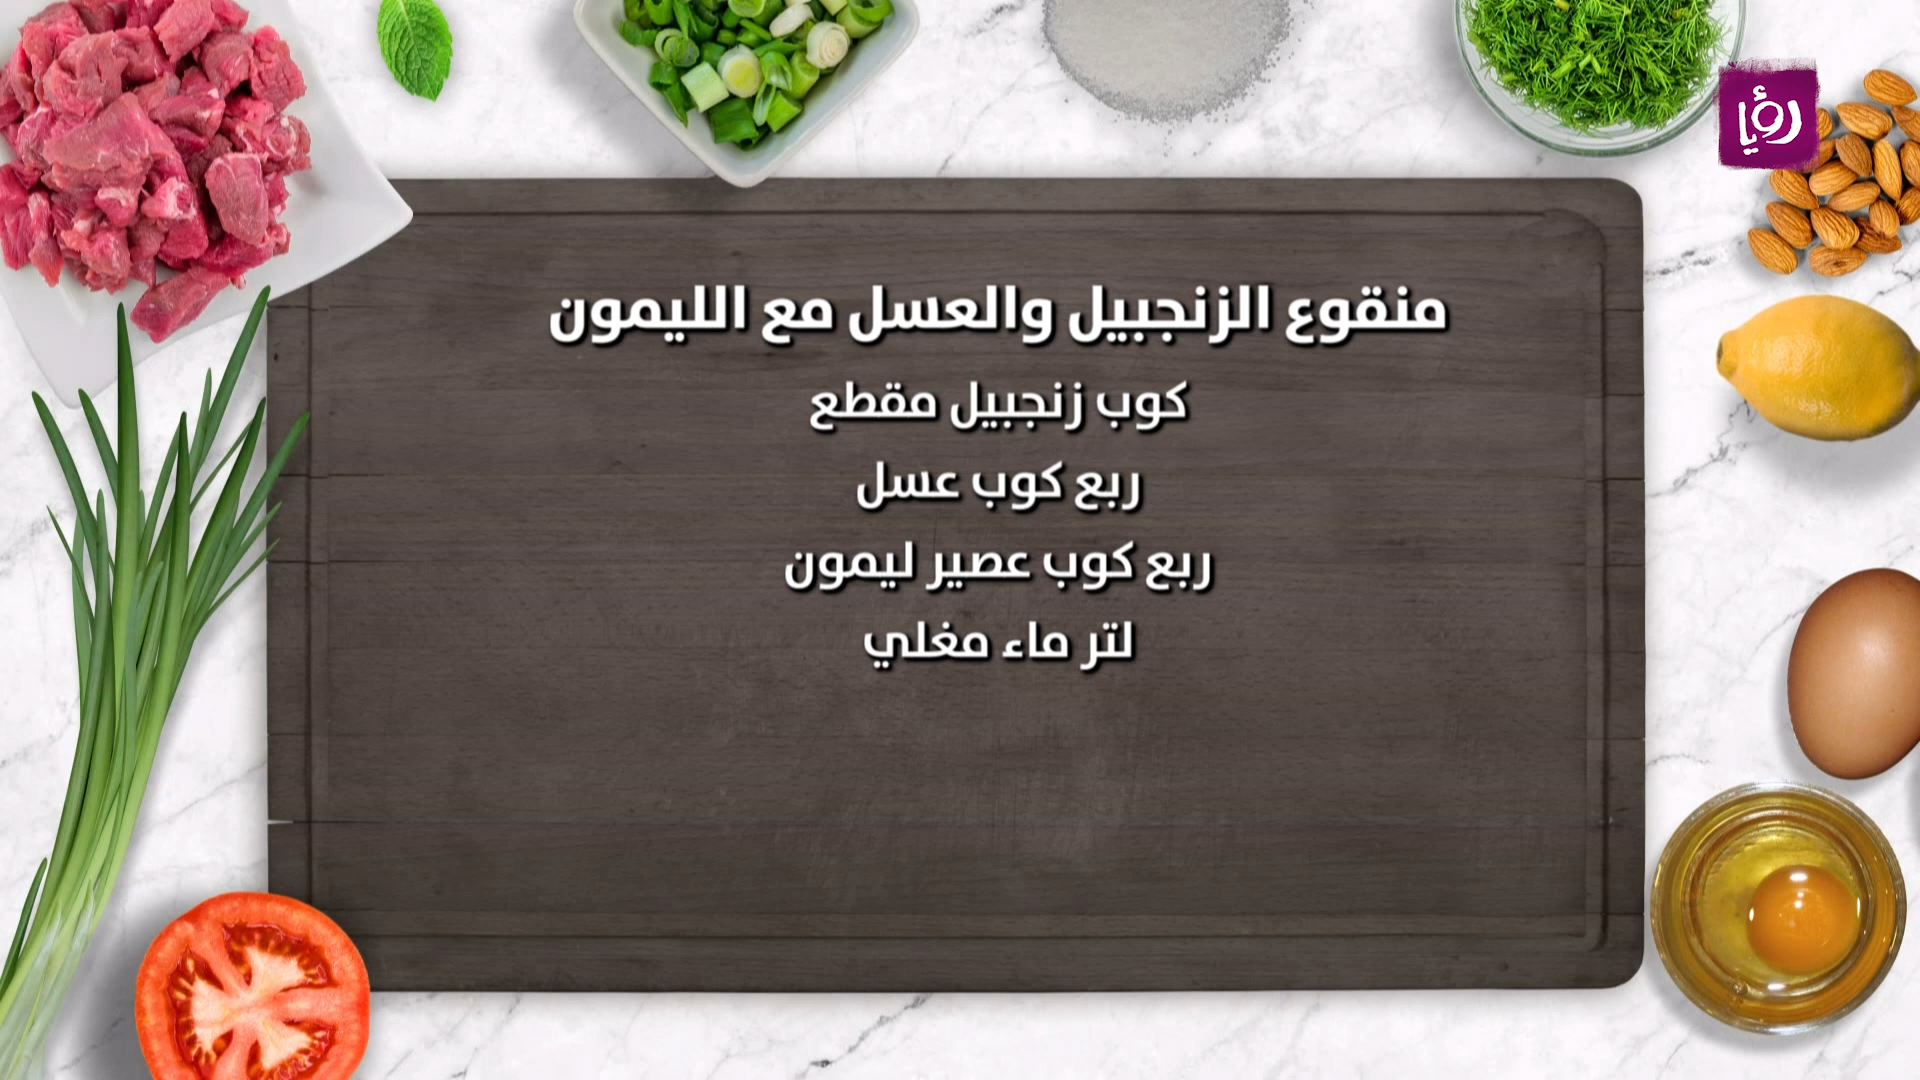 رؤيا
منقوع الزنجبيل والعسل مع الليمون
كوب زنجبيل مقطع
ربع كوب عسل
ربع كوب عصير ليمون
لتر ماء مغلي